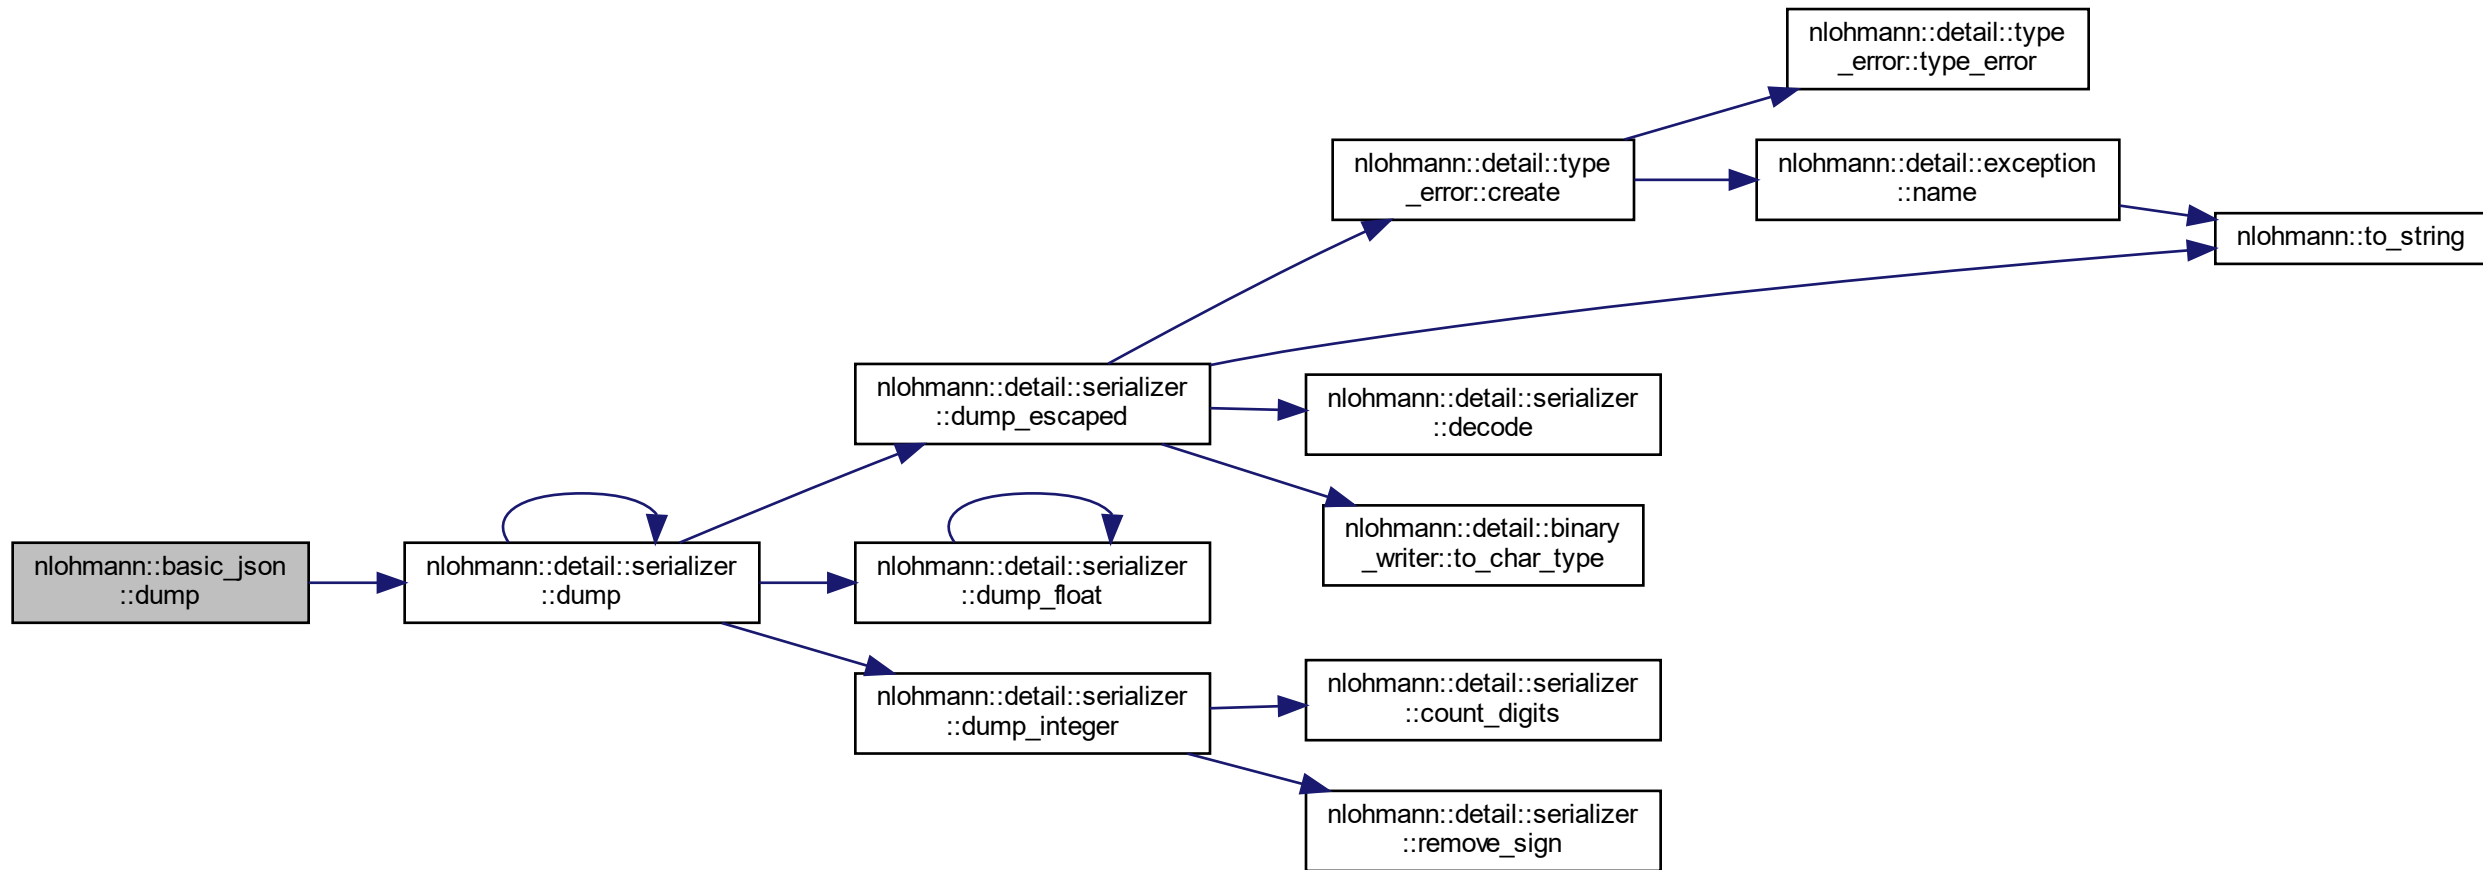 nlohmann::detail::type
_error::type_error
nlohmann::detail::type
_error::create
nlohmann::detail::exception
::name
nlohmann::to_string
nlohmann::detail::serializer
::dump_escaped
nlohmann::detail::serializer
::decode
nlohmann::detail::binary
_writer::to_char_type
nlohmann::basic_json
::dump
nlohmann::detail::serializer
::dump
nlohmann::detail::serializer
::dump_float
nlohmann::detail::serializer
::dump_integer
nlohmann::detail::serializer
::count_digits
nlohmann::detail::serializer
::remove_sign